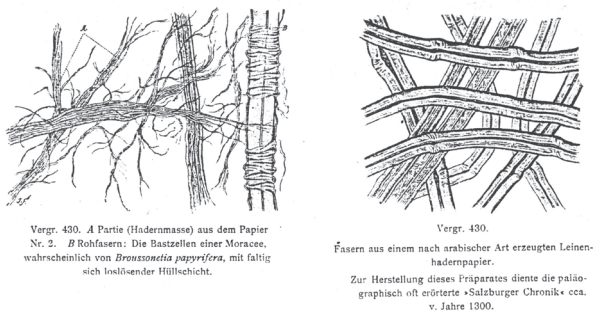 A
B
Vergr. 430. A Partie (Hadernmasse) aus dem Papier
Nr. 2. B Rohfasern: Die Bastzellen einer Moracee,
wahrscheinlich von Broussonetia papyrifera, mit faltig
sich loslösender Hüllschicht.
Vergr. 430.
Fasern aus einem nach arabischer Art erzeugten Leinen-
hadernpapier.
Zur Herstellung dieses Präparates diente die paläo-
graphisch oft erörterte »Salzburger Chronik« cca.
v. Jahre 1300.